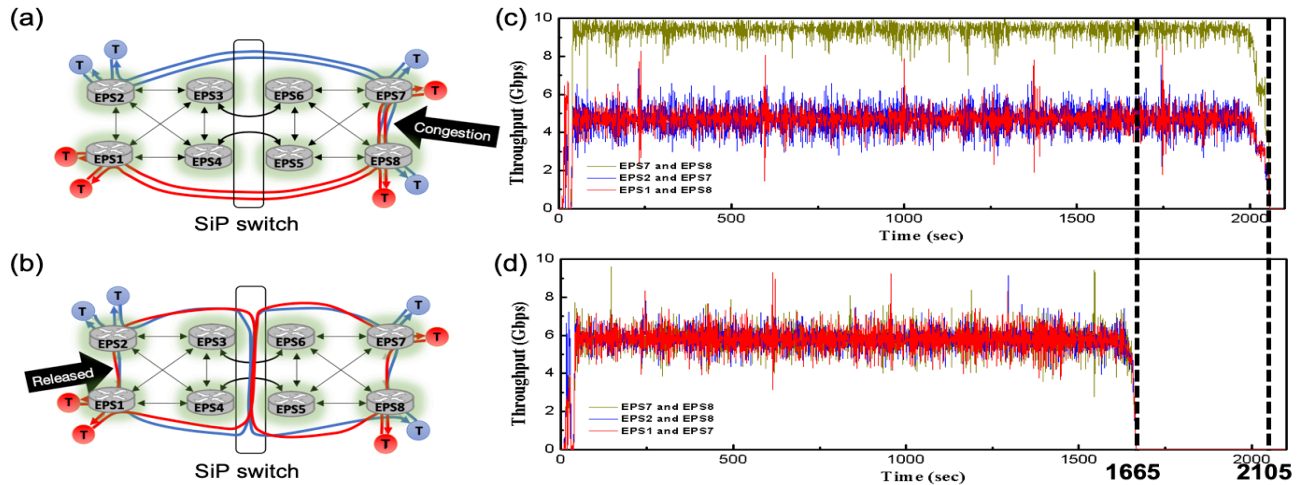 (a)
T
T
T
T
EPS2
EPS3
EPS6
EPS7
Congestion
T
EPS1
EPS4
EPS5
EPS8
T
T
T
SiP switch
(b)
T
T
T
T
EPS2
EPS3
EPS6
EPS7
Released
T
EPS1
EPS4
EPS5
EPS8
T
T
T
SiP switch
(c)
10
8
6
4
2
0
Throughput (Gbps)
EPS7 and EPS8
EPS2 and EPS7
EPS1 and EPS8
0
500
1000
1500
2000
Time (sec)
(d)
10
8
6
4
2
0
Throughput (Gbps)
EPS7 and EPS8
EPS2 and EPS8
EPS1 and EPS7
0
500
1000
1500
2000
Time (sec)
1665
2105